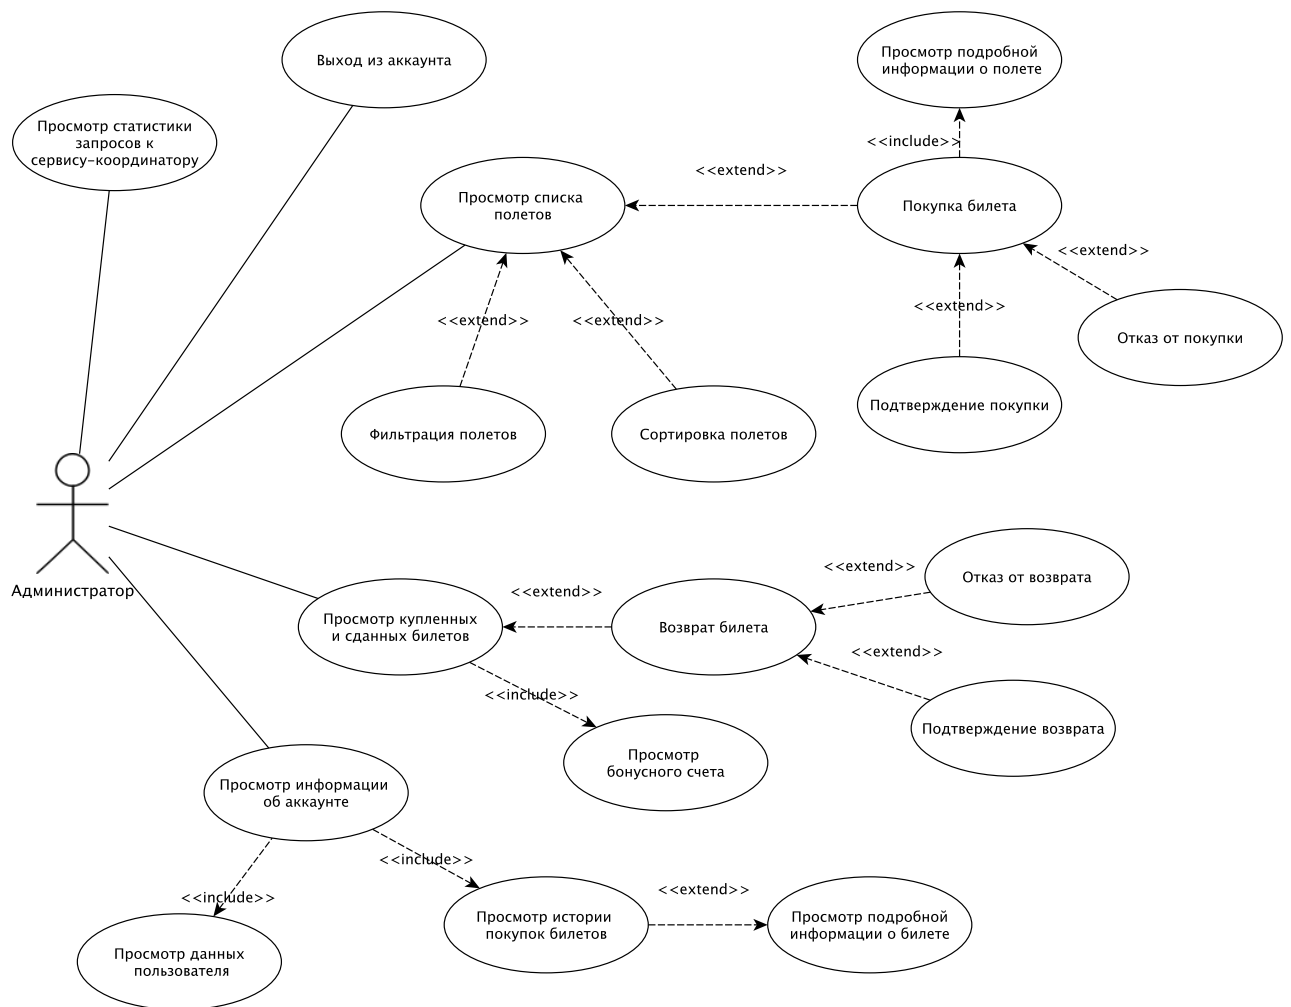 Выход из аккаунта
Просмотр подробной
информации о полете
Просмотр статистики
запросов к
сервису-координатору
<<include>>
<<extend>>
Просмотр списка
полетов
Покупка билета
<<extend>>
<<extend>>
<<extend>>
<<extend>>
Отказ от покупки
Фильтрация полетов
Сортировка полетов
Подтверждение покупки
Администратор
<<extend>>
Отказ от возврата
<<extend>>
Просмотр купленных
и сданных билетов
Возврат билета
<<extend>>
<<include>>
Подтверждение возврата
Просмотр
бонусного счета
Просмотр информации
об аккаунте
<<include>>
<<include>>
<<extend>>
Просмотр истории
покупок билетов
Просмотр подробной
информации о билете
Просмотр данных
пользователя